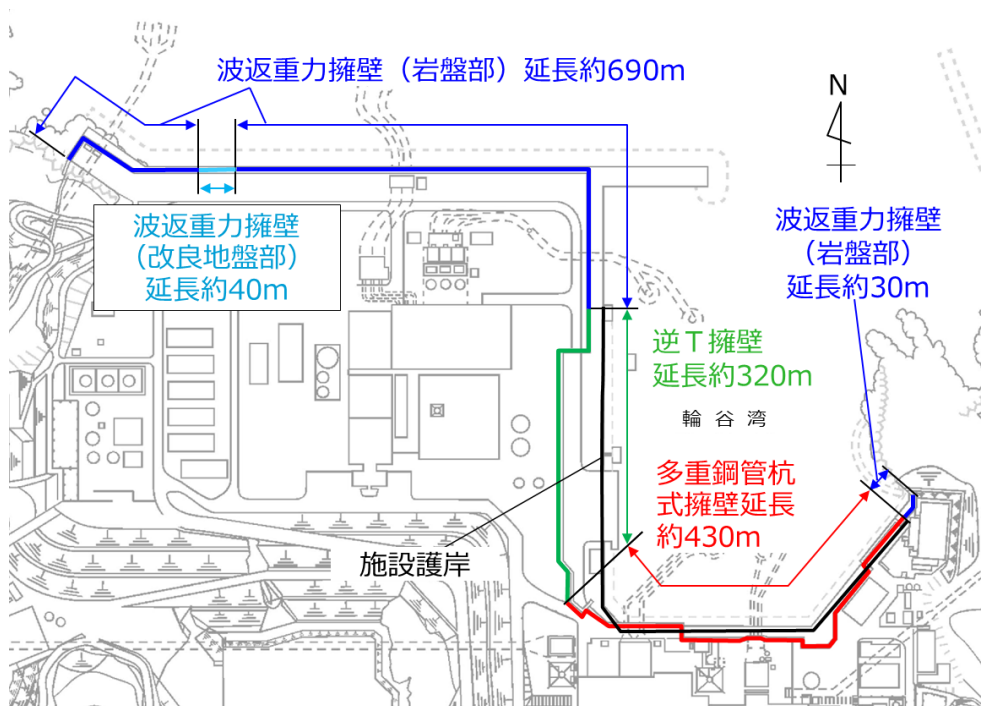 波返重力擁壁（岩盤部）延長約690m
N
波返重力擁壁
（改良地盤部）
延長約40m
波返重力擁壁
（岩盤部）
延長約30m
逆Ｔ擁壁
延長約320m
輪 谷 湾
多重鋼管杭
式擁壁延長
約430m
施設護岸